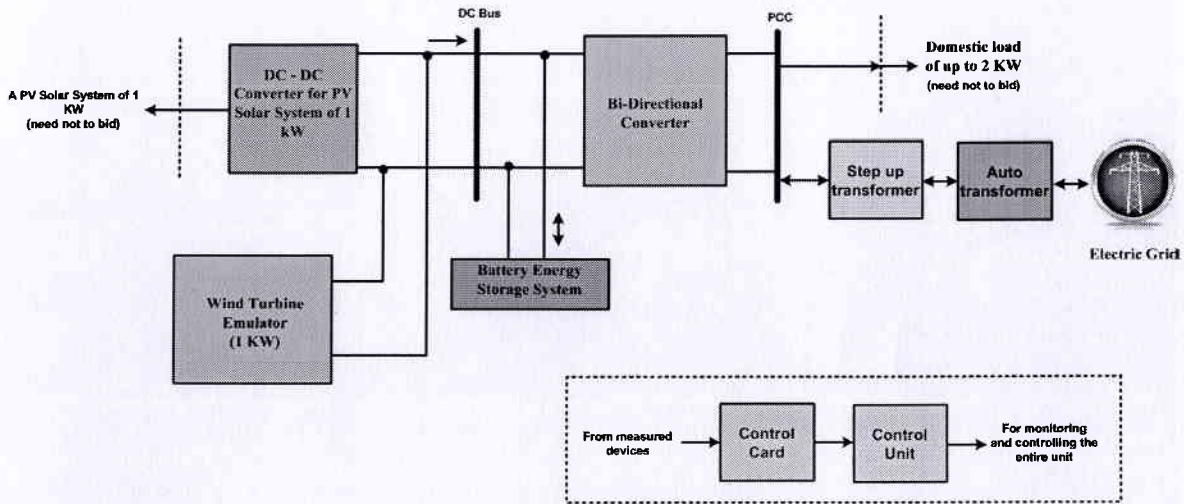 DC Bus
PCC
DC - DC
Converter for PV
Solar System of 1
kW
A PV Solar System of 1
KW
(need not to bid)
Bi-Directional
Converter
Domestic load
of up to 2 KW
(need not to bid)
Step up
transformer
Auto
transformer
Electric Grid
Battery Energy
Storage System
Wind Turbine
Emulator
(1 KW)
From measured
devices
Control
Card
Control
Unit
For monitoring
and controlling the
entire unit